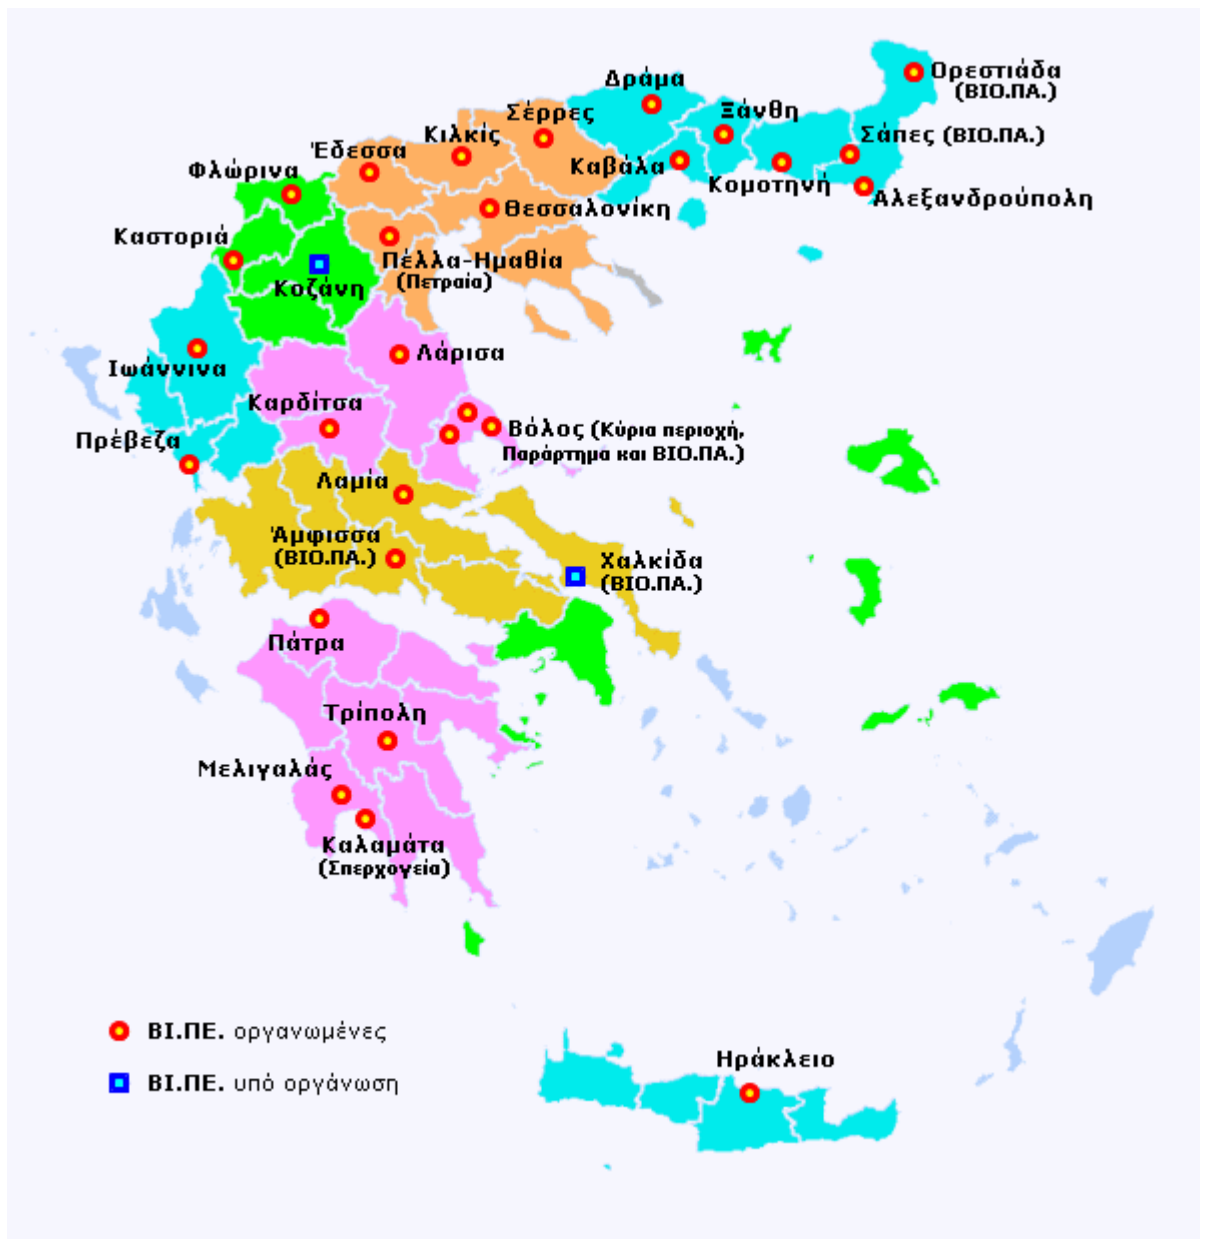 Ορεστιάδα
(ΒΙΟ.ΠΑ.)
Δράμα
Ξάνθη
Σέρρες
Σάπες (ΒΙΟ.ΠΑ.)
Κιλκίς
Έδεσσα
Καβάλα
Φλώρινα
Κομοτηνή
Αλεξανδρούπολη
Θεσσαλονίκη
Καστοριά
Πέλλα-Ημαθία
(Πετραία)
Κοζάνη
Λάρισα
Ιωάννινα
Καρδίτσα
Βόλος (Κύρια περιοχή,
Παράρτημα και ΒΙΟ.ΠΑ.)
Πρέβεζα
Λαμία
Άμφισσα
(ΒΙΟ.ΠΑ.)
Χαλκίδα
(ΒΙΟ.ΠΑ.)
Πάτρα
Τρίπολη
Μελιγαλάς
Καλαμάτα
(Σπερχογεία)
ΒΙ.ΠΕ. οργανωμένες
ΒΙ.ΠΕ. υπό οργάνωση
Ηράκλειο